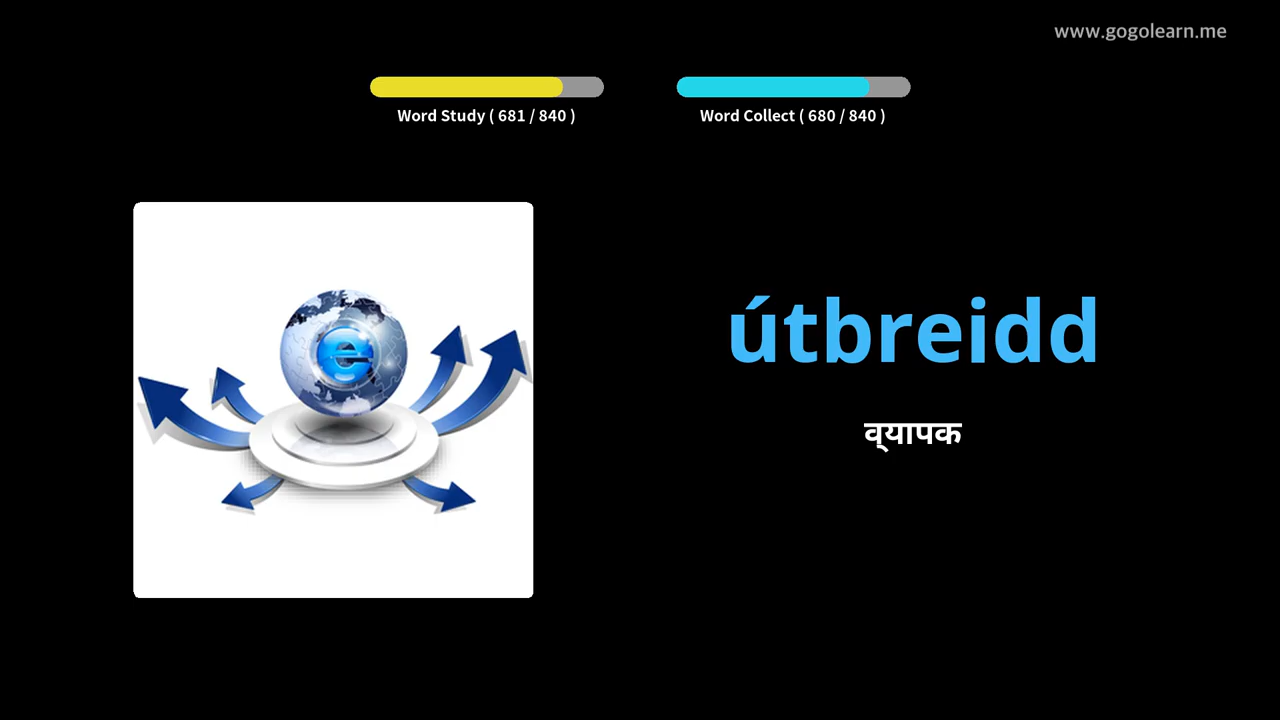 www.gogolearn.me
Word Study ( 681 / 840 )
Word Collect ( 680 / 840 )
e
útbreidd
व्यापक